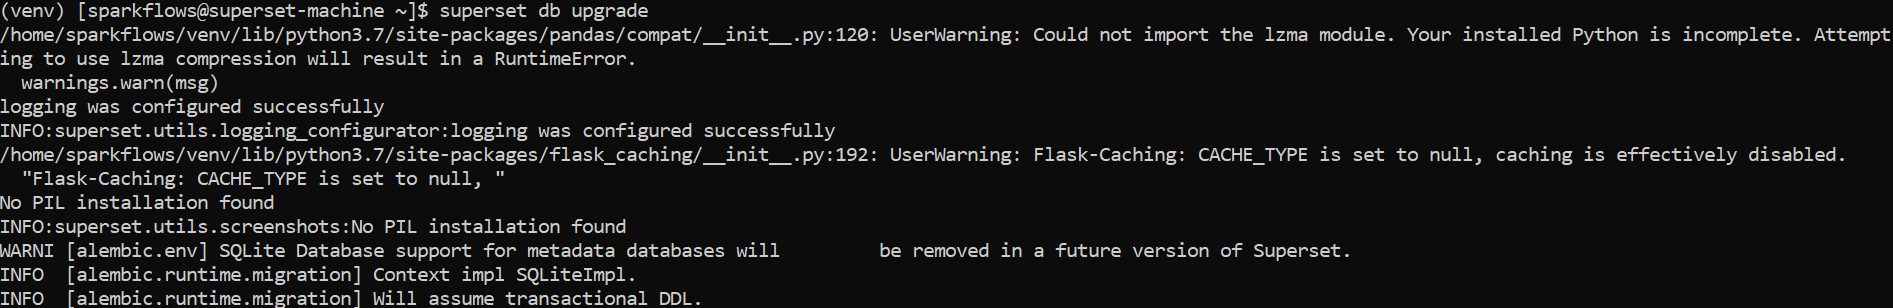 (venv) [sparkflows@superset-machine ~]$ superset db upgrade
/home/sparkflows/venv/lib/python3.7/site-packages/pandas/compat/__init__.py:120: UserWarning: Could not import the lzma module. Your installed Python is incomplete. Attempt
ing to use lzma compression will result in a RuntimeError.
  warnings.warn(msg)
logging was configured successfully
INFO:superset.utils.logging_configurator:logging was configured successfully
/home/sparkflows/venv/lib/python3.7/site-packages/flask_caching/__init__.py:192: UserWarning: Flask-Caching: CACHE_TYPE is set to null, caching is effectively disabled.
  "Flask-Caching: CACHE_TYPE is set to null, "
No PIL installation found
INFO:superset.utils.screenshots:No PIL installation found
WARNI [alembic.env] SQLite Database support for metadata databases will         be removed in a future version of Superset.
INFO  [alembic.runtime.migration] Context impl SQLiteImpl.
INFO  [alembic.runtime.migration] Will assume transactional DDL.